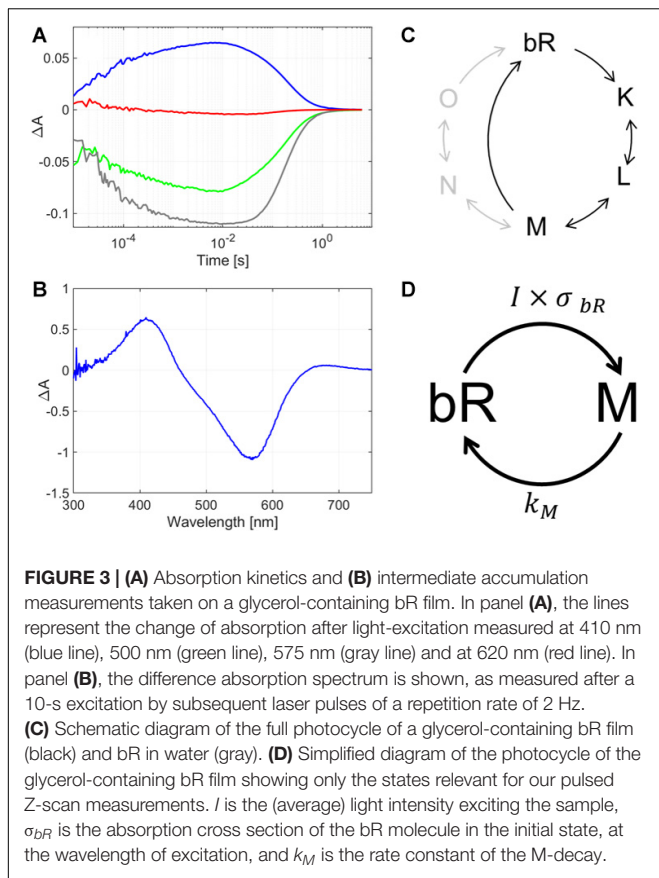 A
0.05
0
-0.05
-0.1
ΔA
10⁻⁴
10⁻²
10⁰
Time [s]
B
1
0.5
0
-0.5
-1
-1.5
ΔA
300
400
500
600
700
Wavelength [nm]
C
bR
O
K
N
L
M
D
I × σ bR
bR
M
kM
FIGURE 3 | (A) Absorption kinetics and (B) intermediate accumulation
measurements taken on a glycerol-containing bR film. In panel (A), the lines
represent the change of absorption after light-excitation measured at 410 nm
(blue line), 500 nm (green line), 575 nm (gray line) and at 620 nm (red line). In
panel (B), the difference absorption spectrum is shown, as measured after a
10-s excitation by subsequent laser pulses of a repetition rate of 2 Hz.
(C) Schematic diagram of the full photocycle of a glycerol-containing bR film
(black) and bR in water (gray). (D) Simplified diagram of the photocycle of the
glycerol-containing bR film showing only the states relevant for our pulsed
Z-scan measurements. I is the (average) light intensity exciting the sample,
σbR is the absorption cross section of the bR molecule in the initial state, at
the wavelength of excitation, and kM is the rate constant of the M-decay.